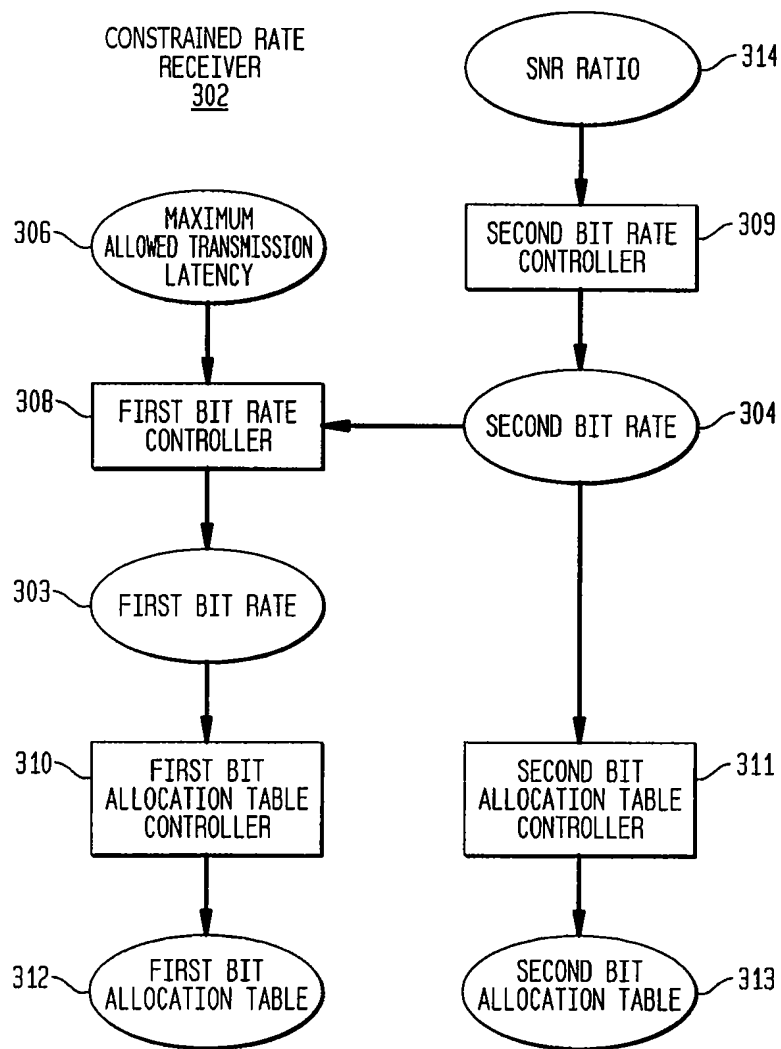 CONSTRAINED RATE
RECEIVER
302
SNR RATIO
314
306
MAXIMUM
ALLOWED TRANSMISSION
LATENCY
SECOND BIT RATE
CONTROLLER
309
308
FIRST BIT RATE
CONTROLLER
SECOND BIT RATE
304
303
FIRST BIT RATE
310
FIRST BIT
ALLOCATION TABLE
CONTROLLER
SECOND BIT
ALLOCATION TABLE
CONTROLLER
311
312
FIRST BIT
ALLOCATION TABLE
SECOND BIT
ALLOCATION TABLE
313